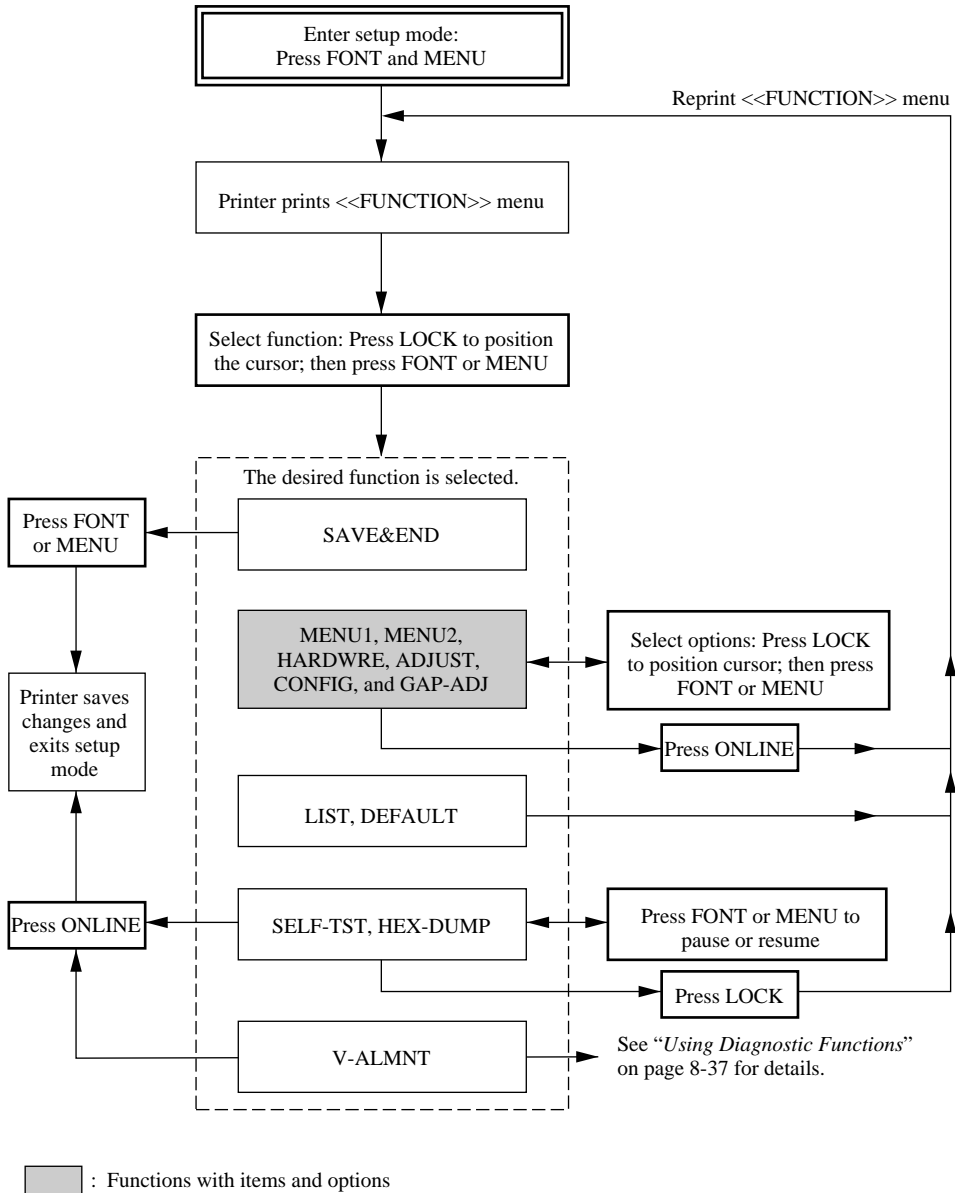 Enter setup mode:
Press FONT and MENU
Reprint <<FUNCTION>> menu
Printer prints <<FUNCTION>> menu
Select function: Press LOCK to position
the cursor; then press FONT or MENU
The desired function is selected.
Press FONT
or MENU
SAVE&END
MENU1, MENU2,
HARDWRE, ADJUST,
CONFIG, and GAP-ADJ
Select options: Press LOCK
to position cursor; then press
FONT or MENU
Printer saves
changes and
exits setup
mode
Press ONLINE
LIST, DEFAULT
Press ONLINE
SELF-TST, HEX-DUMP
Press FONT or MENU to
pause or resume
Press LOCK
V-ALMNT
See “Using Diagnostic Functions”
on page 8-37 for details.
: Functions with items and options